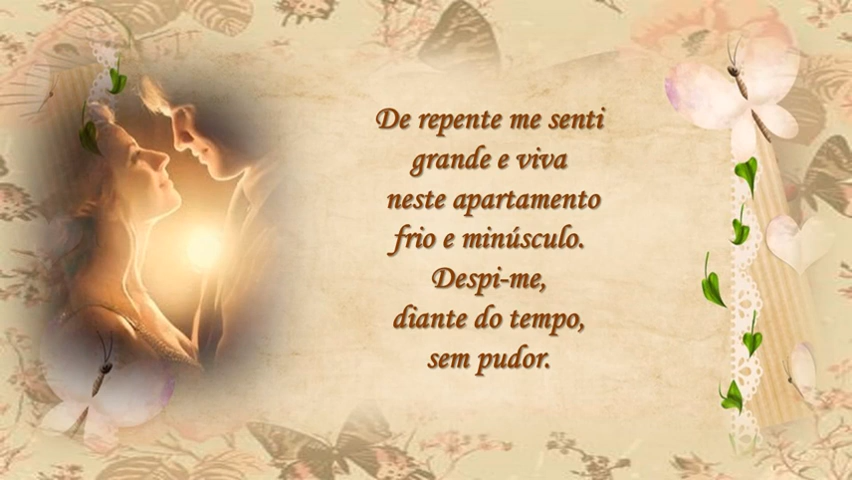 De repente me senti
grande e viva
neste apartamento
frio e minúsculo.
Despi-me,
diante do tempo,
sem pudor.